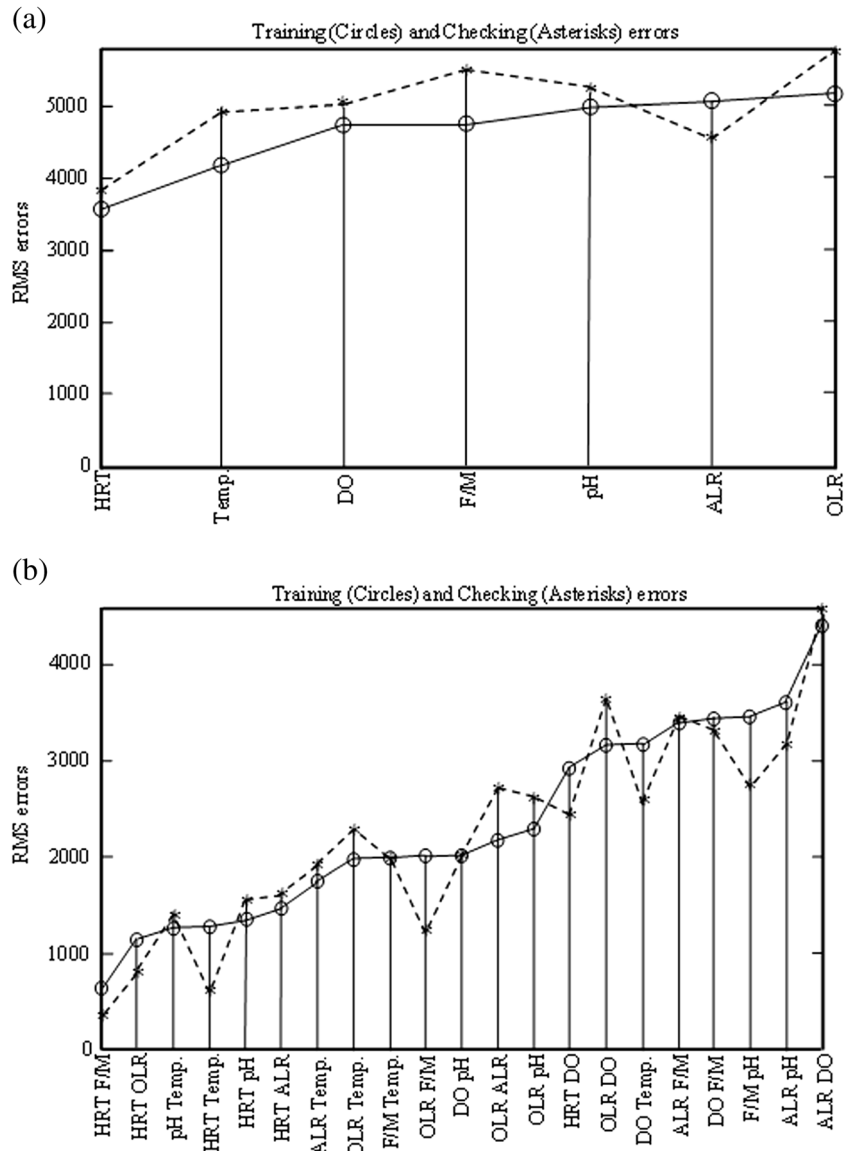 (a)
Training (Circles) and Checking (Asterisks) errors
RMS errors
5000
4000
3000
2000
1000
0
HRT
Temp.
DO
F/M
pH
ALR
OLR
(b)
Training (Circles) and Checking (Asterisks) errors
RMS errors
4000
3000
2000
1000
0
HRT F/M
HRT OLR
pH Temp.
HRT Temp.
HRT pH
HRT ALR
ALR Temp.
OLR Temp.
F/M Temp.
OLR F/M
DO pH
OLR ALR
OLR pH
HRT DO
OLR DO
DO Temp.
ALR F/M
DO F/M
F/M pH
ALR pH
ALR DO